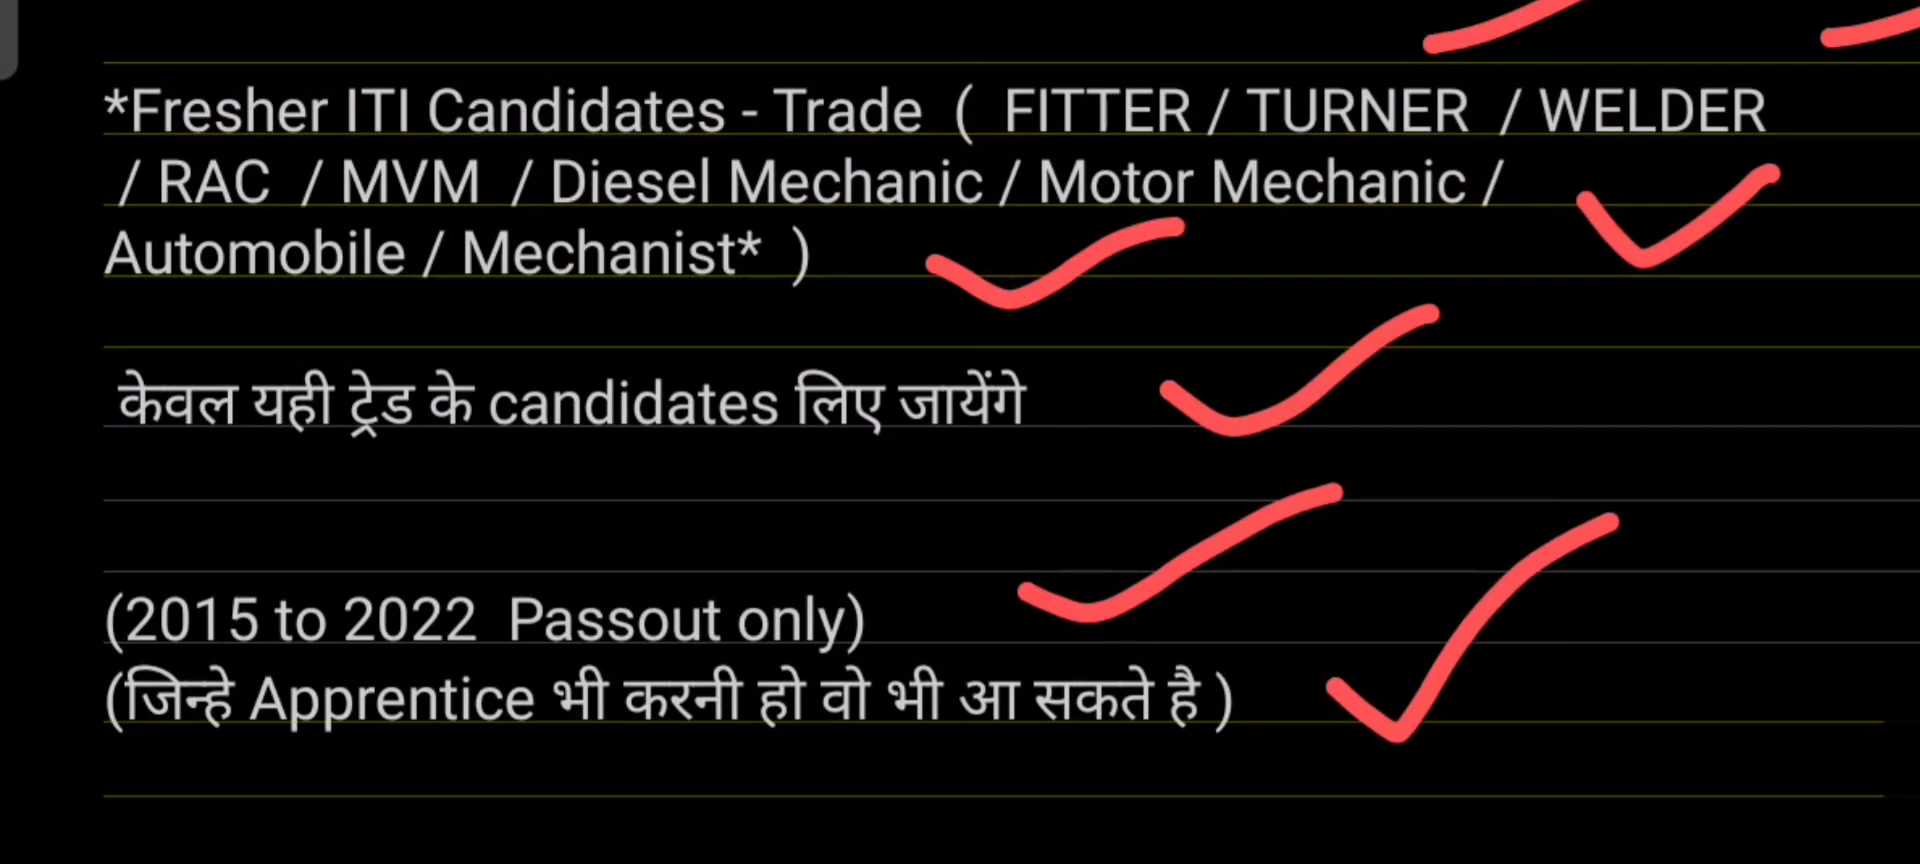 *Fresher ITI Candidates - Trade ( FITTER / TURNER / WELDER
/ RAC / MVM / Diesel Mechanic / Motor Mechanic /
Automobile / Mechanist* )
केवल यही ट्रेड के candidates लिए जायेंगे
(2015 to 2022 Passout only)
(जिन्हे Apprentice भी करनी हो वो भी आ सकते है )